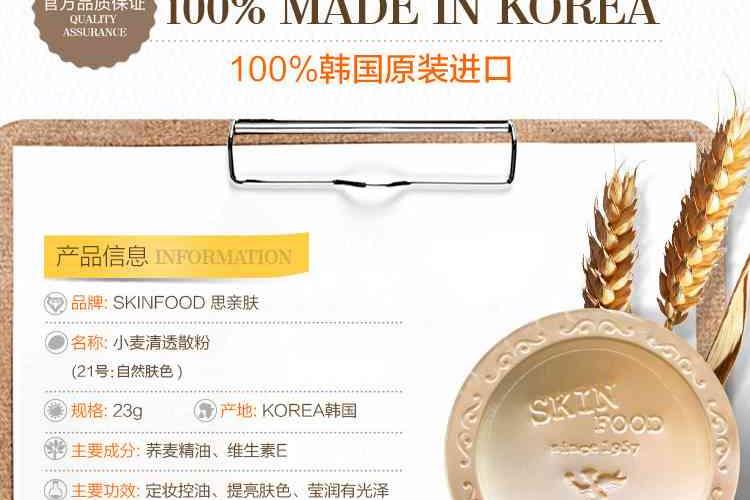 官方品质保证
QUALITY
ASSURANCE
100% MADE IN KOREA
100%韩国原装进口
产品信息 INFORMATION
品牌: SKINFOOD 思亲肤
名称: 小麦清透散粉
(21号:自然肤色)
规格: 23g 产地: KOREA韩国
主要成分: 荞麦精油、维生素E
主要功效: 定妆控油、提亮肤色、莹润有光泽
SKIN
FOOD
since 1957